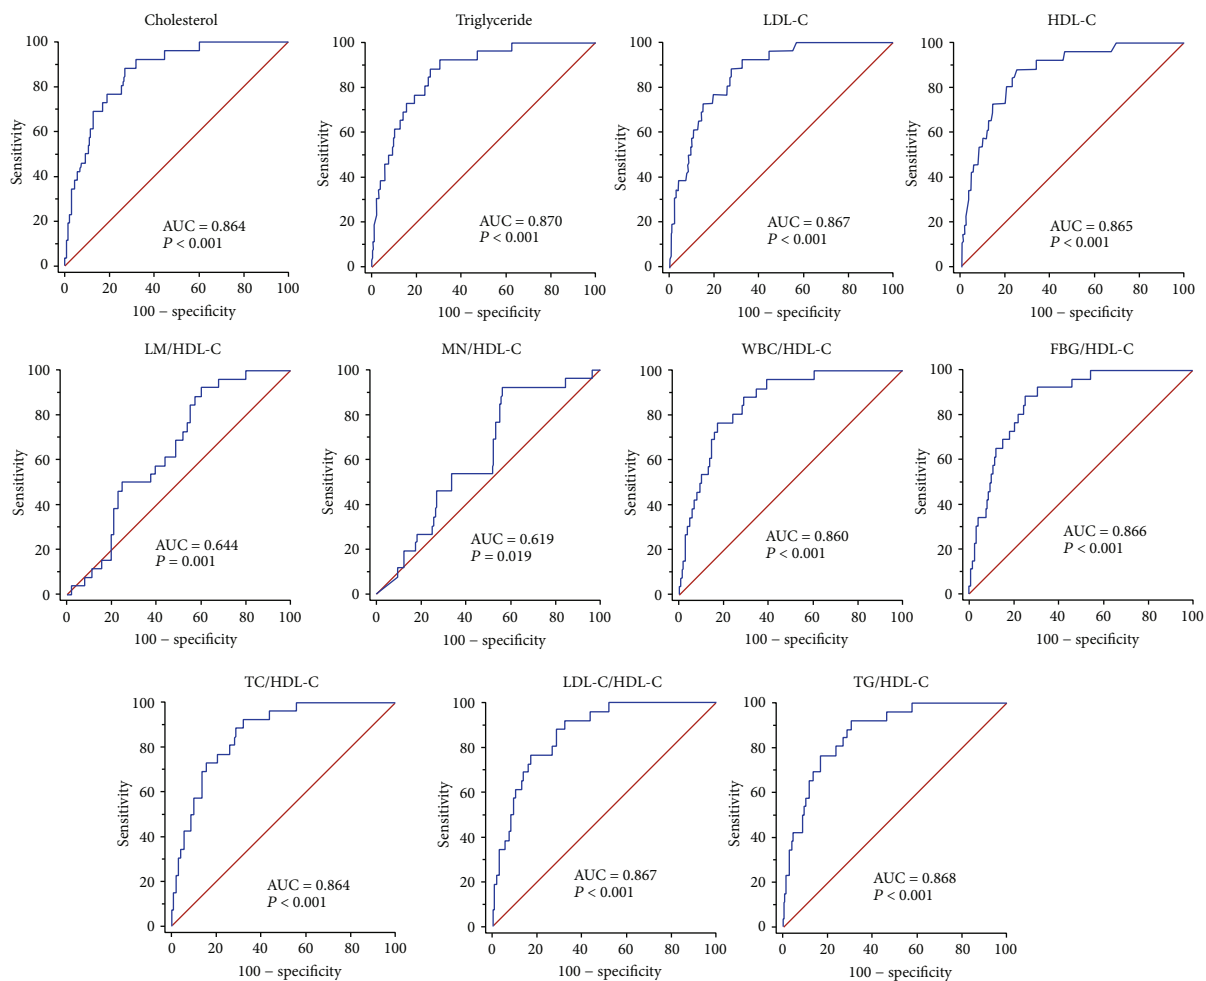 Cholesterol
100
80
60
40
20
0
Sensitivity
AUC = 0.864
P < 0.001
0 20 40 60 80 100
100 − specificity
Triglyceride
100
80
60
40
20
0
Sensitivity
AUC = 0.870
P < 0.001
0 20 40 60 80 100
100 − specificity
LDL-C
100
80
60
40
20
0
Sensitivity
AUC = 0.867
P < 0.001
0 20 40 60 80 100
100 − specificity
HDL-C
100
80
60
40
20
0
Sensitivity
AUC = 0.865
P < 0.001
0 20 40 60 80 100
100 − specificity
LM/HDL-C
100
80
60
40
20
0
Sensitivity
AUC = 0.644
P = 0.001
0 20 40 60 80 100
100 − specificity
MN/HDL-C
100
80
60
40
20
0
Sensitivity
AUC = 0.619
P = 0.019
0 20 40 60 80 100
100 − specificity
WBC/HDL-C
100
80
60
40
20
0
Sensitivity
AUC = 0.860
P < 0.001
0 20 40 60 80 100
100 − specificity
FBG/HDL-C
100
80
60
40
20
0
Sensitivity
AUC = 0.866
P < 0.001
0 20 40 60 80 100
100 − specificity
TC/HDL-C
100
80
60
40
20
0
Sensitivity
AUC = 0.864
P < 0.001
0 20 40 60 80 100
100 − specificity
LDL-C/HDL-C
100
80
60
40
20
0
Sensitivity
AUC = 0.867
P < 0.001
0 20 40 60 80 100
100 − specificity
TG/HDL-C
100
80
60
40
20
0
Sensitivity
AUC = 0.868
P < 0.001
0 20 40 60 80 100
100 − specificity